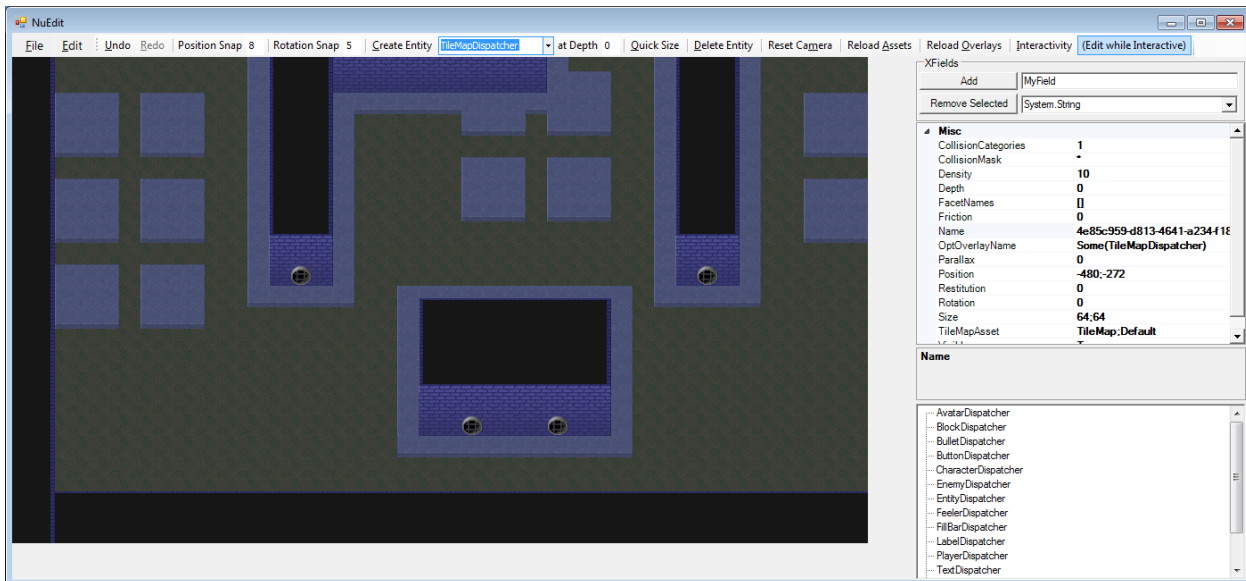 NuEdit
File Edit Undo Redo Position Snap 8 Rotation Snap 5 Create Entity TileMapDispatcher at Depth 0 Quick Size Delete Entity Reset Camera Reload Assets Reload Overlays Interactivity (Edit while Interactive)
XFields
Add MyField
Remove Selected System.String
Misc
CollisionCategories 1
CollisionMask *
Density 10
Depth 0
FacetNames []
Friction 0
Name 4e85c959-d813-4641-a234-f18
OptOverlayName Some(TileMapDispatcher)
Parallax 0
Position -480;-272
Restitution 0
Rotation 0
Size 64;64
TileMapAsset TileMap;Default
Name
AvatarDispatcher
BlockDispatcher
BulletDispatcher
ButtonDispatcher
CharacterDispatcher
EnemyDispatcher
EntityDispatcher
FeelerDispatcher
FillBarDispatcher
LabelDispatcher
PlayerDispatcher
TextDispatcher